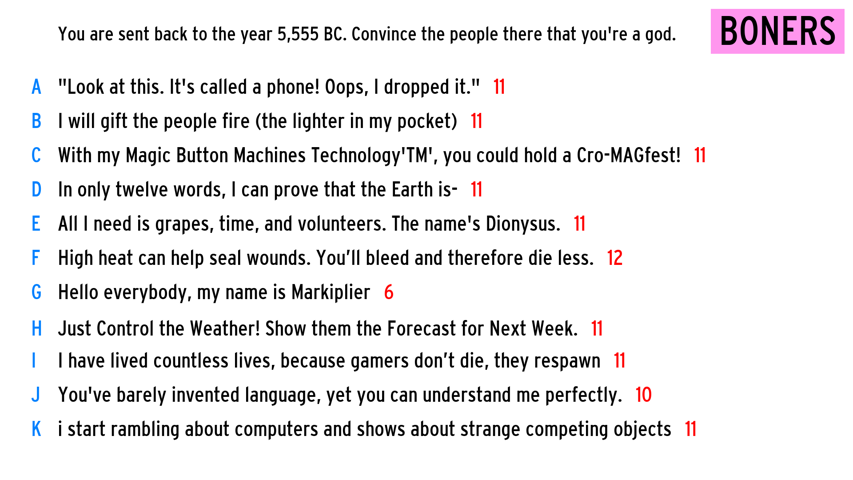 You are sent back to the year 5,555 BC. Convince the people there that you're a god.
BONERS
A "Look at this. It's called a phone! Oops, I dropped it." 11
B I will gift the people fire (the lighter in my pocket) 11
C With my Magic Button Machines Technology'TM', you could hold a Cro-MAGfest! 11
D In only twelve words, I can prove that the Earth is- 11
E All I need is grapes, time, and volunteers. The name's Dionysus. 11
F High heat can help seal wounds. You’ll bleed and therefore die less. 12
G Hello everybody, my name is Markiplier 6
H Just Control the Weather! Show them the Forecast for Next Week. 11
I I have lived countless lives, because gamers don’t die, they respawn 11
J You've barely invented language, yet you can understand me perfectly. 10
K i start rambling about computers and shows about strange competing objects 11